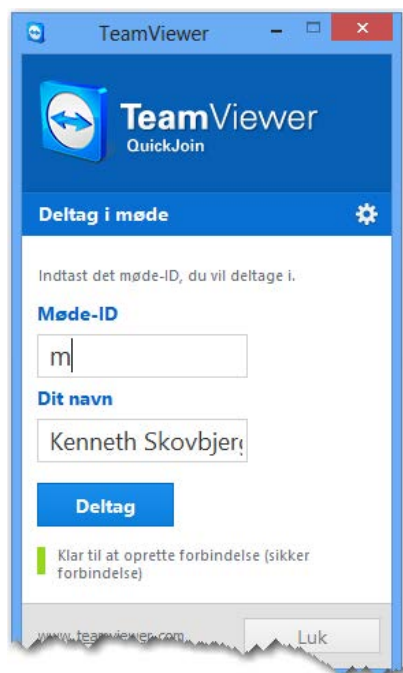 TeamViewer
TeamViewer
QuickJoin
Deltag i møde
Indtast det møde-ID, du vil deltage i.
Møde-ID
m
Dit navn
Kenneth Skovbjerg
Deltag
Klar til at oprette forbindelse (sikker
forbindelse)
www.teamviewer.com
Luk